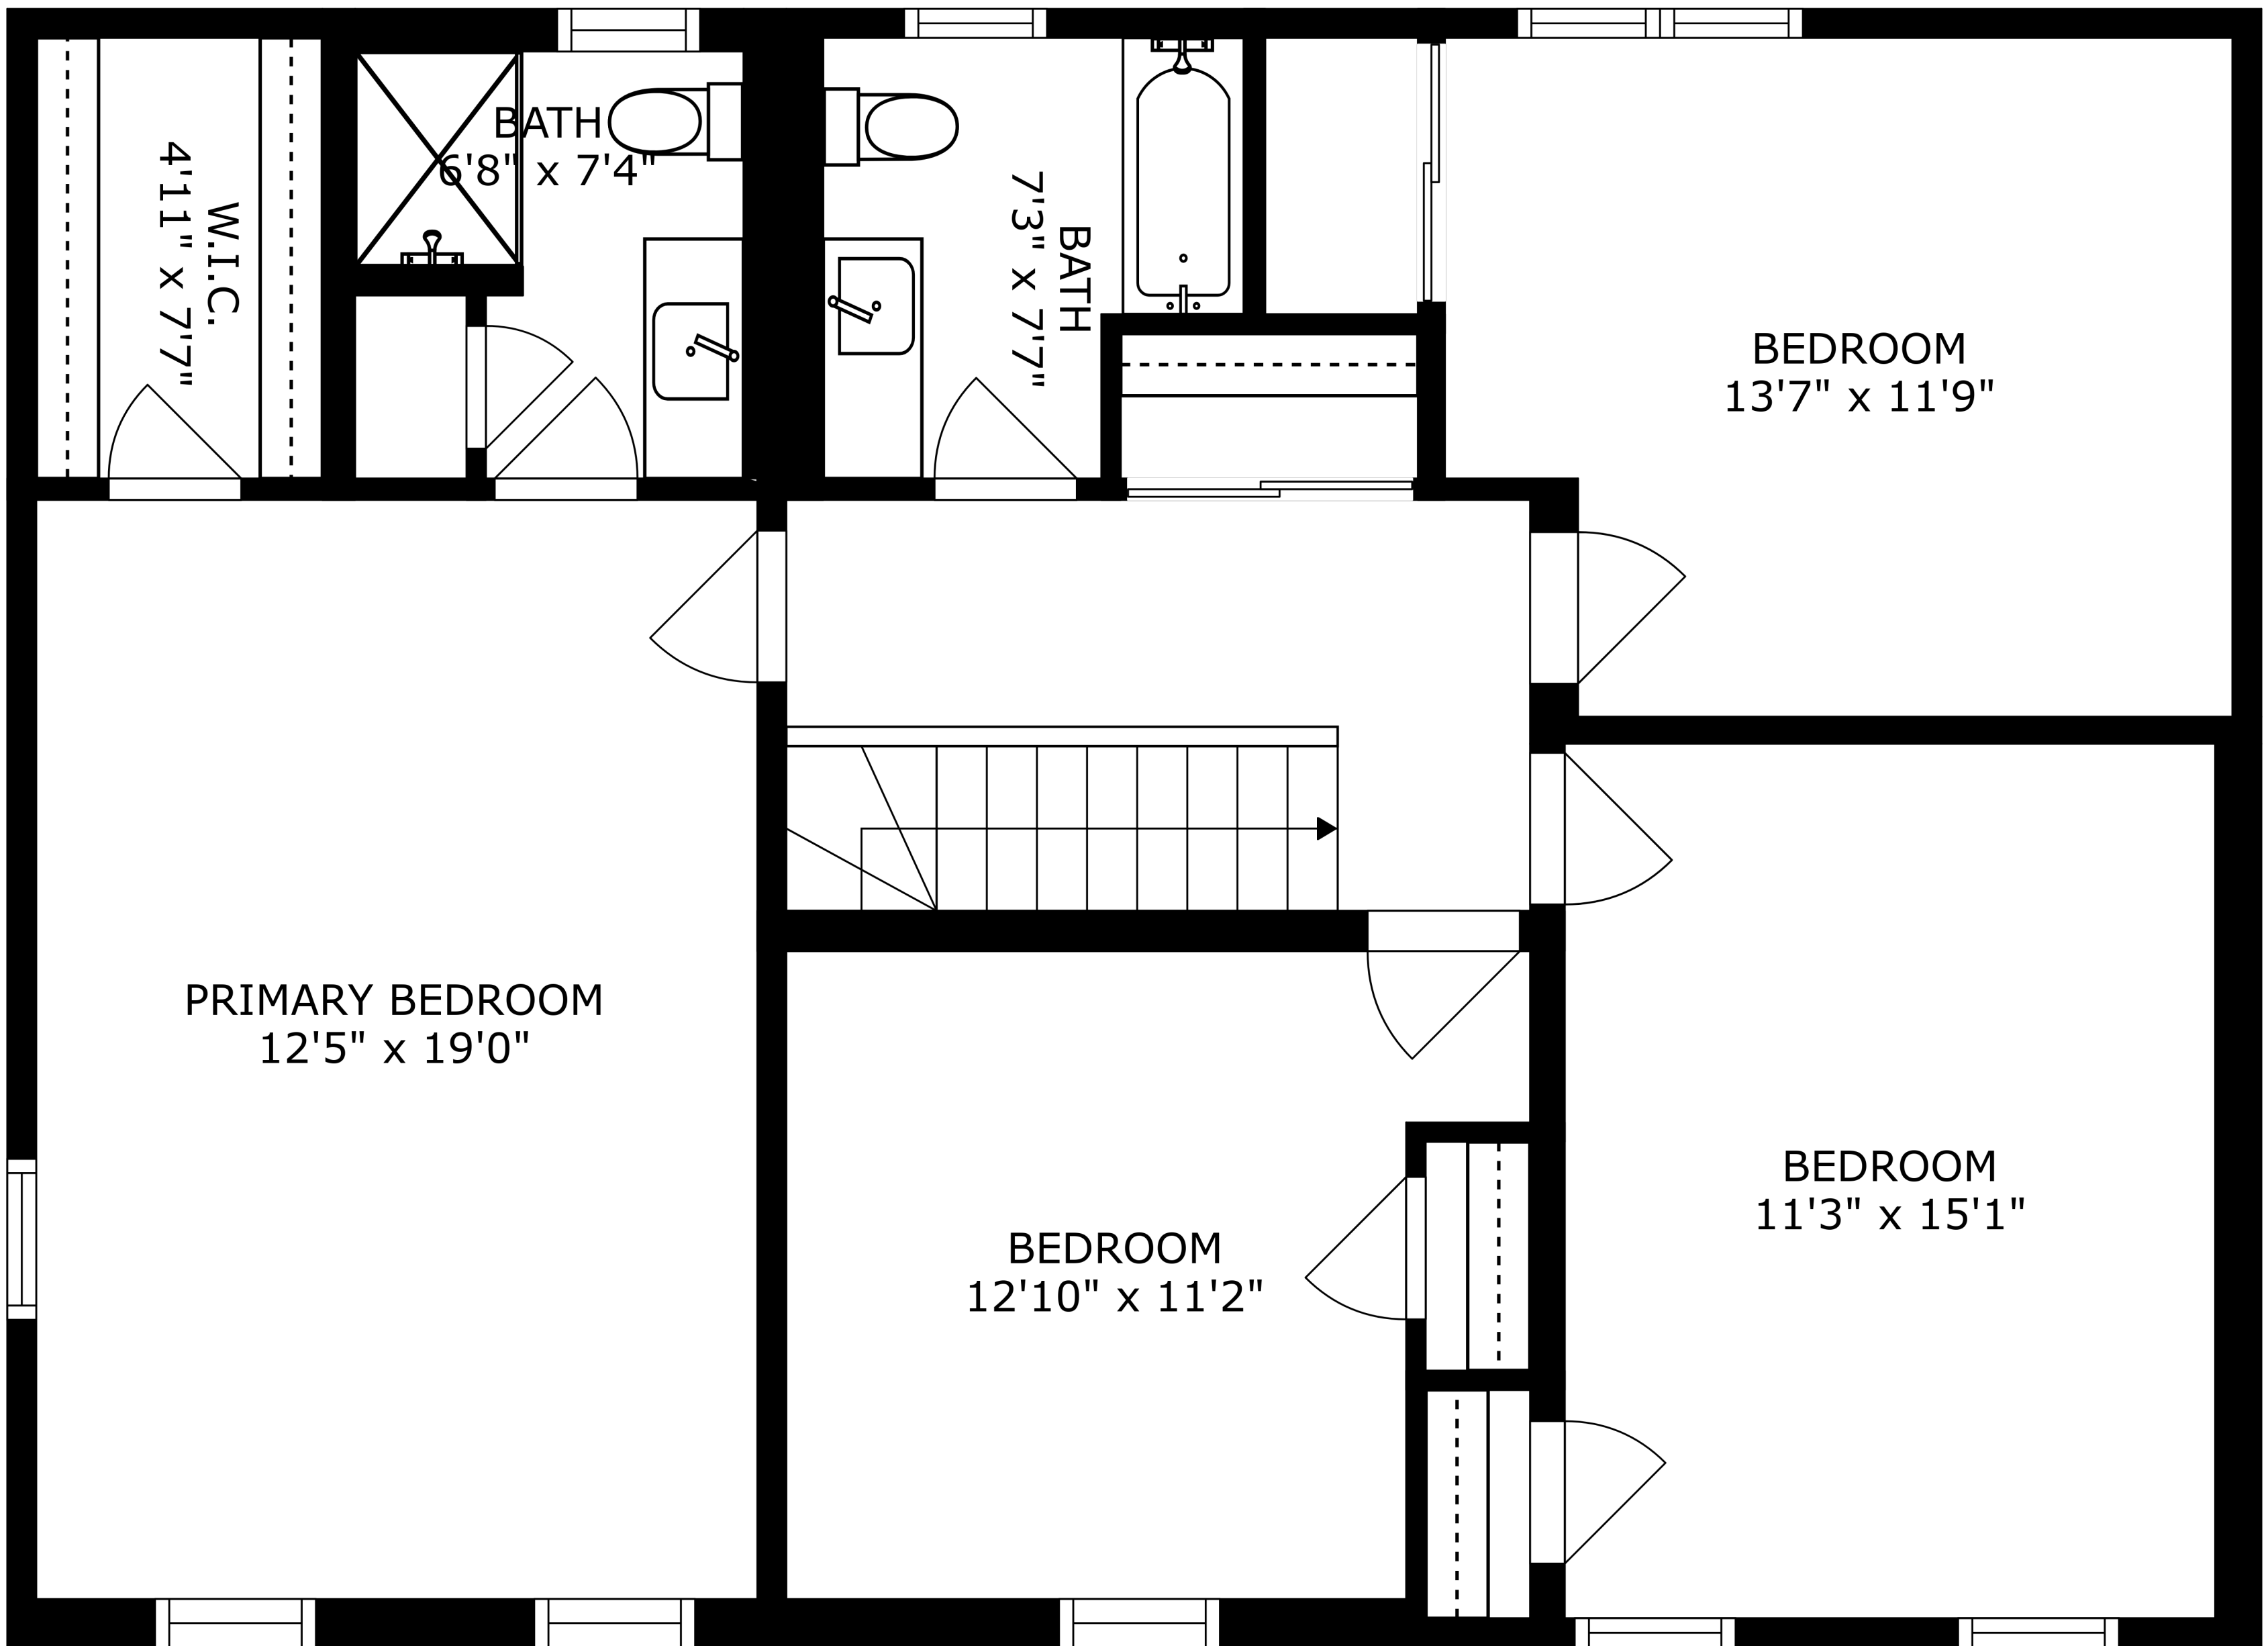 BATH
6'8" x 7'4"
W.I.C.
4'11" x 7'7"
BATH
7'3" x 7'7"
BEDROOM
13'7" x 11'9"
PRIMARY BEDROOM
12'5" x 19'0"
BEDROOM
12'10" x 11'2"
BEDROOM
11'3" x 15'1"